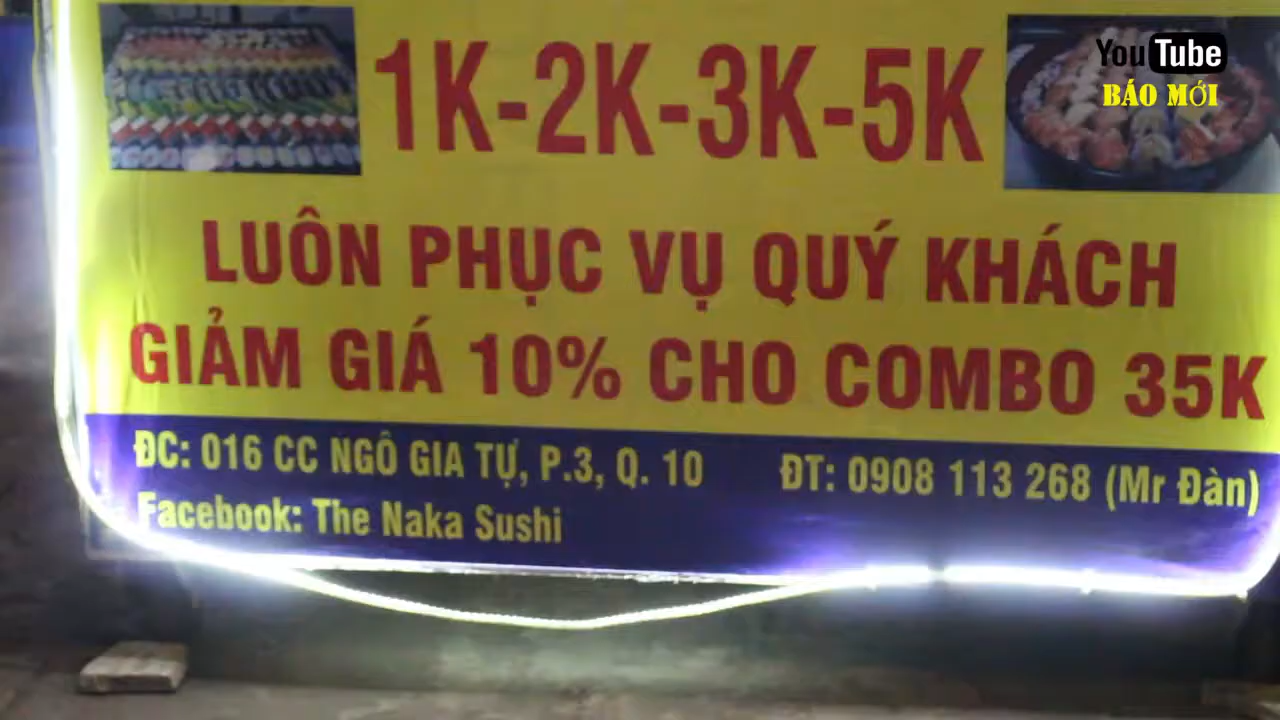 YouTube
BÁO MỚI
1K-2K-3K-5K
LUÔN PHỤC VỤ QUÝ KHÁCH
GIẢM GIÁ 10% CHO COMBO 35K
ĐC: 016 CC NGÔ GIA TỰ, P.3, Q. 10
ĐT: 0908 113 268 (Mr Đàn)
Facebook: The Naka Sushi